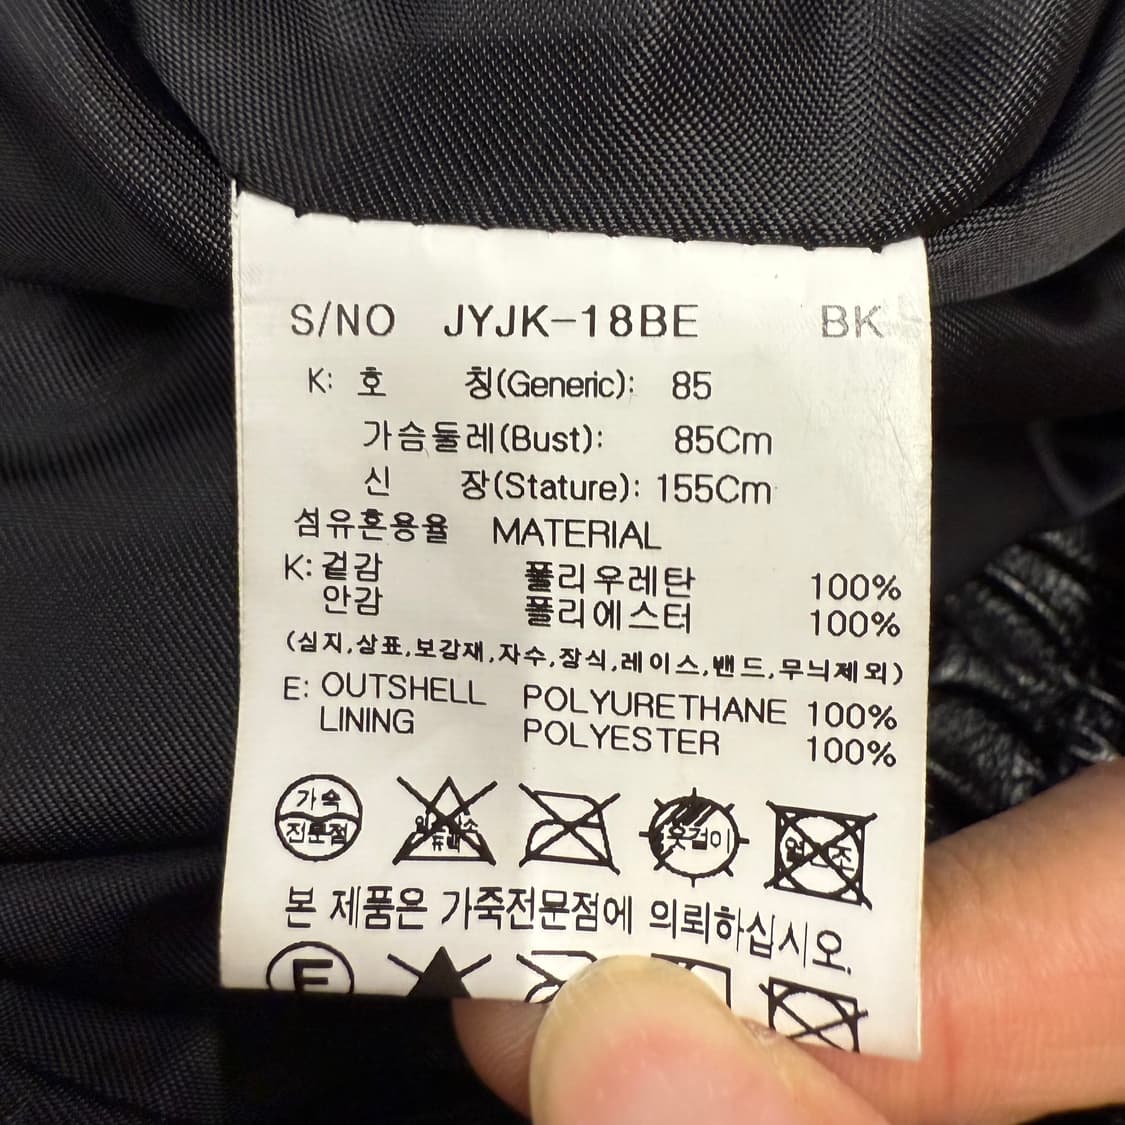 S/NO JYJK-18BE BK
K: 호 칭(Generic): 85
가슴둘레(Bust): 85Cm
신 장(Stature): 155Cm
섬유혼용율 MATERIAL
K: 겉감 폴리우레탄 100%
안감 폴리에스터 100%
(심지,상표,보강재,자수,장식,레이스,밴드,무늬제외)
E: OUTSHELL POLYURETHANE 100%
LINING POLYESTER 100%
가죽 전문점 옷걸이
본 제품은 가죽전문점에 의뢰하십시오.
F